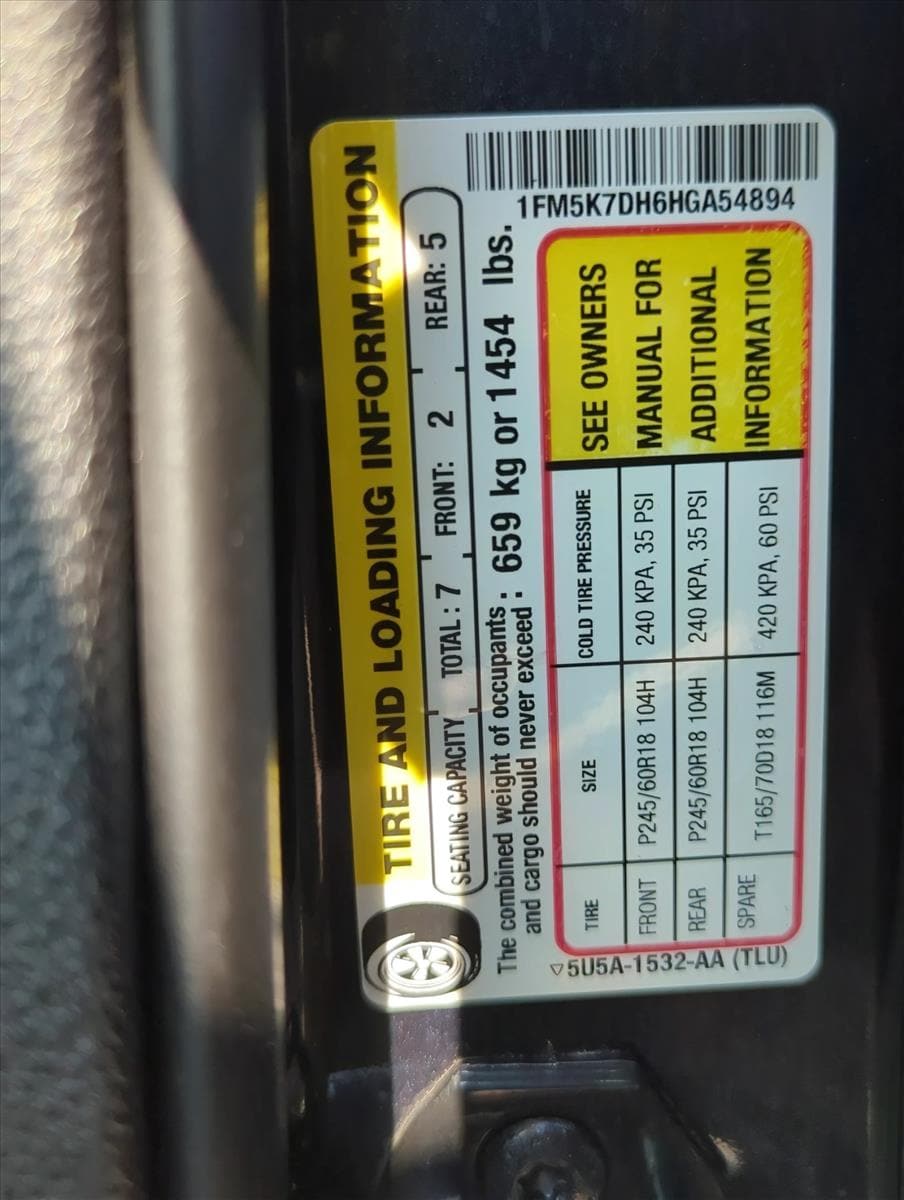 TIRE AND LOADING INFORMATION
SEATING CAPACITY TOTAL : 7 FRONT: 2 REAR: 5
The combined weight of occupants : 659 kg or 1454 lbs.
and cargo should never exceed :
1FM5K7DH6HGA54894
TIRE SIZE COLD TIRE PRESSURE
FRONT P245/60R18 104H 240 KPA, 35 PSI
REAR P245/60R18 104H 240 KPA, 35 PSI
SPARE T165/70D18 116M 420 KPA, 60 PSI
SEE OWNERS
MANUAL FOR
ADDITIONAL
INFORMATION
5U5A-1532-AA (TLU)